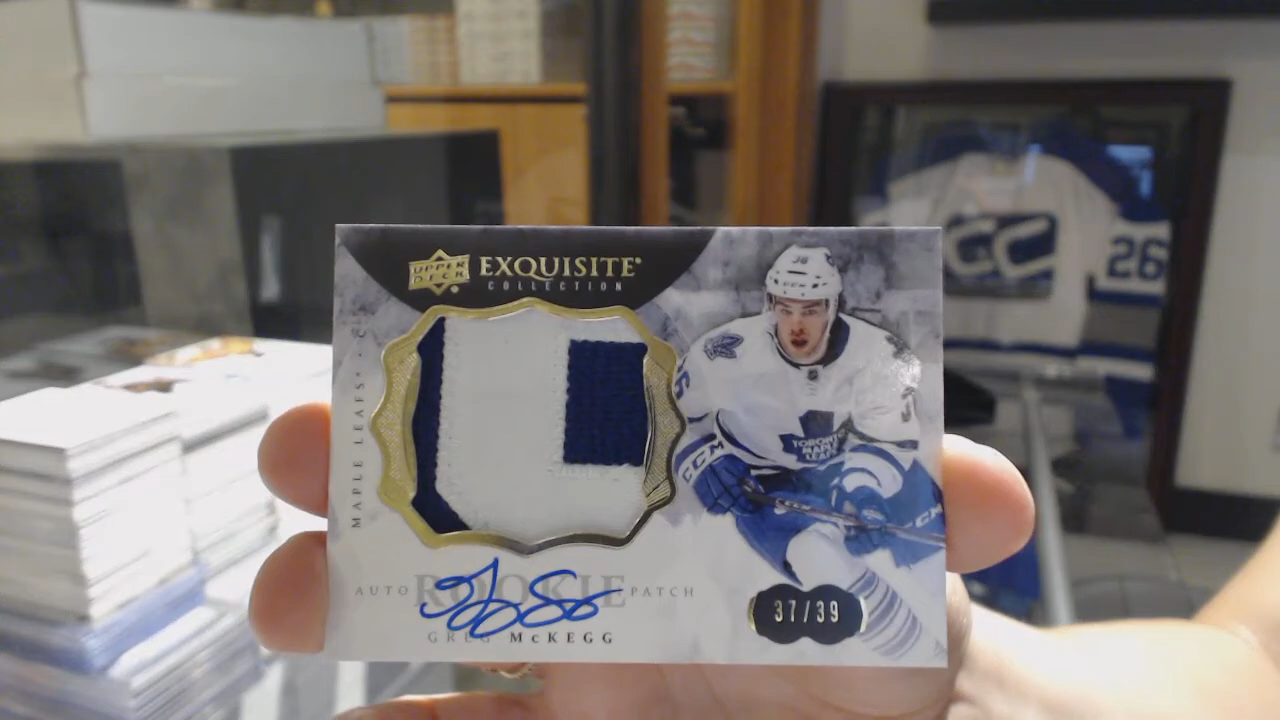 UPPER DECK
EXQUISITE
COLLECTION
MAPLE LEAFS • C
38
TORONTO
MAPLE
LEAFS
CCM
CCM
AUTO ROOKIE PATCH
GREG McKEGG
37/39
26